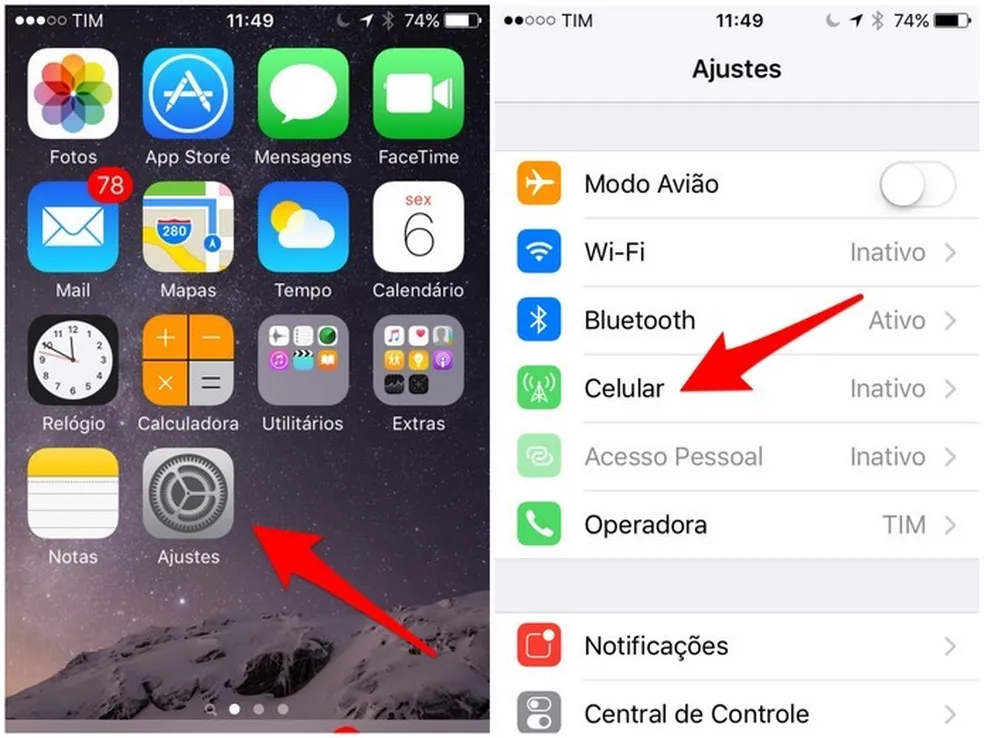 TIM 11:49 74%
Fotos App Store Mensagens FaceTime
78
sex
6
280
Mail Mapas Tempo Calendário
Relógio Calculadora Utilitários Extras
Notas Ajustes
TIM 11:49 74%
Ajustes
Modo Avião
Wi-Fi Inativo
Bluetooth Ativo
Celular Inativo
Acesso Pessoal Inativo
Operadora TIM
Notificações
Central de Controle